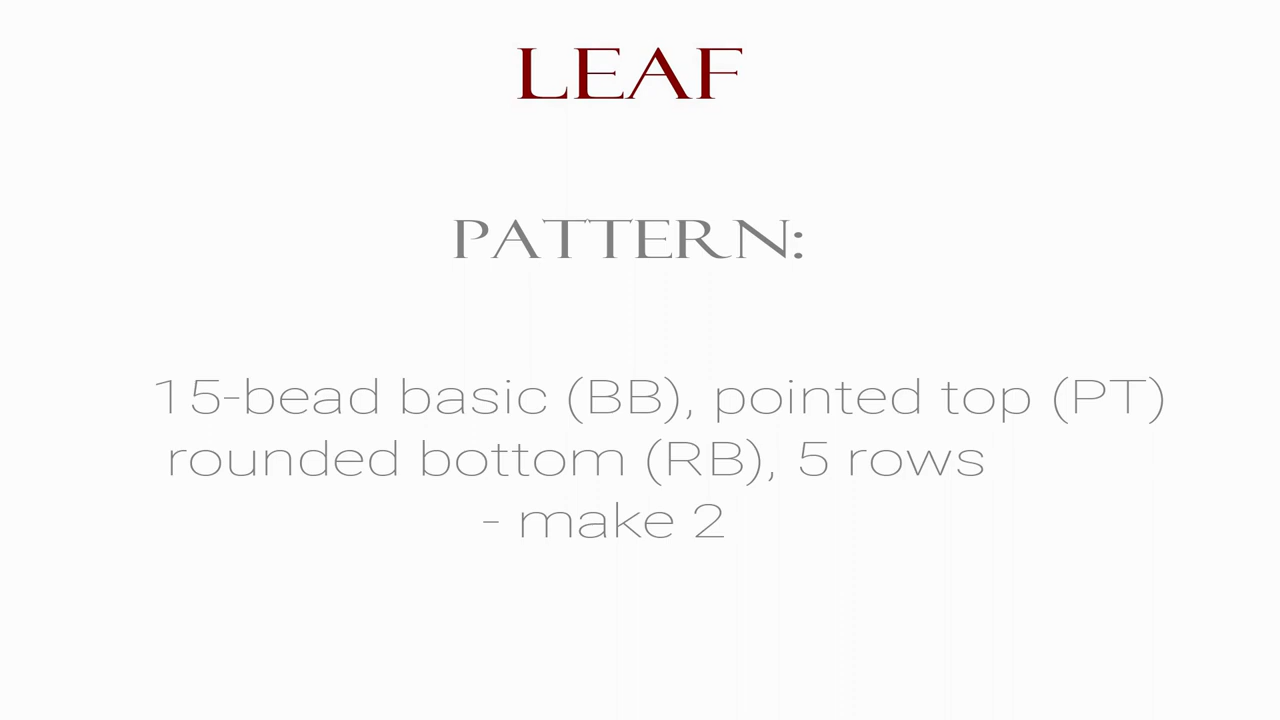 LEAF
PATTERN:
15-bead basic (BB), pointed top (PT)
rounded bottom (RB), 5 rows
- make 2